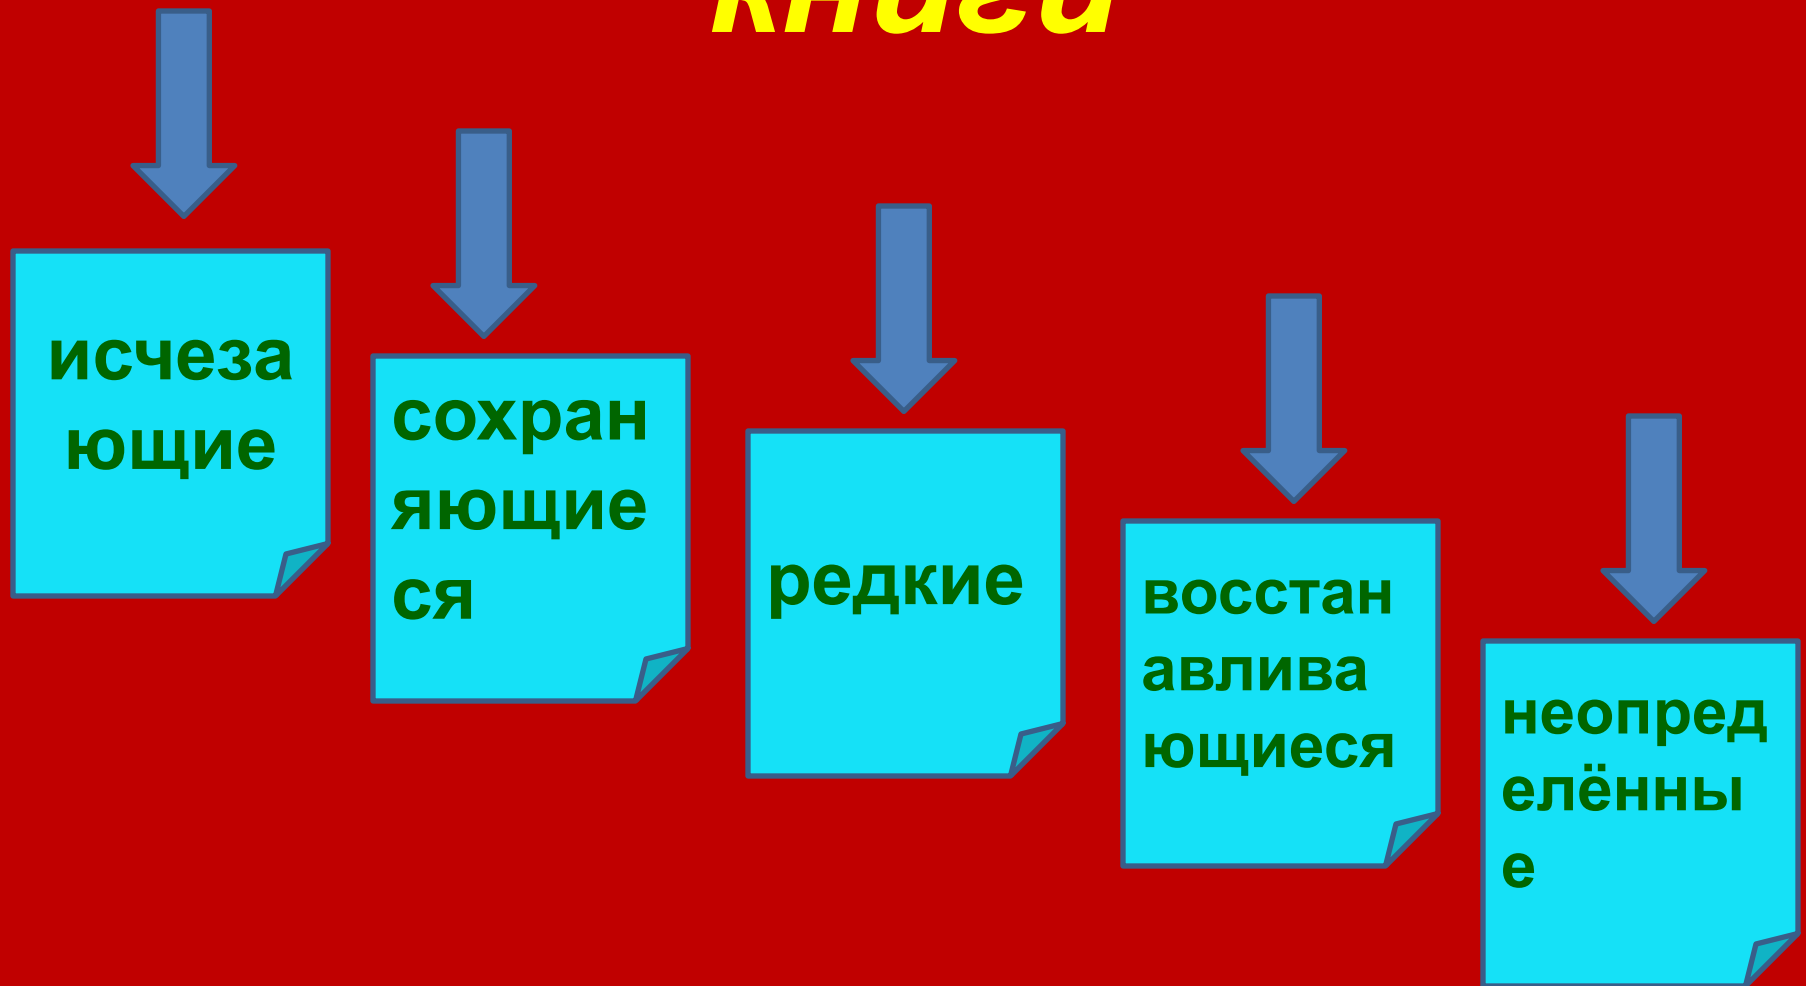 книги
исчеза
ющие
сохран
яющие
ся
редкие
восстан
авлива
ющиеся
неопред
елённы
е